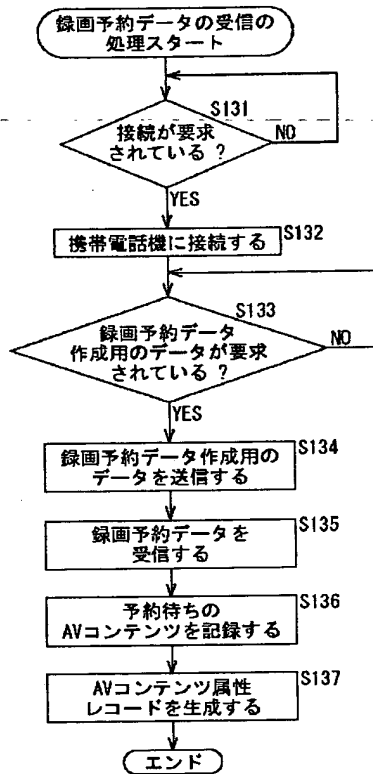 録画予約データの受信の
処理スタート
S131
接続が要求
されている ?
NO
YES
携帯電話機に接続する
S132
S133
録画予約データ
作成用のデータが要求
されている ?
NO
YES
S134
録画予約データ作成用の
データを送信する
S135
録画予約データを
受信する
S136
予約待ちの
AVコンテンツを記録する
S137
AVコンテンツ属性
レコードを生成する
エンド